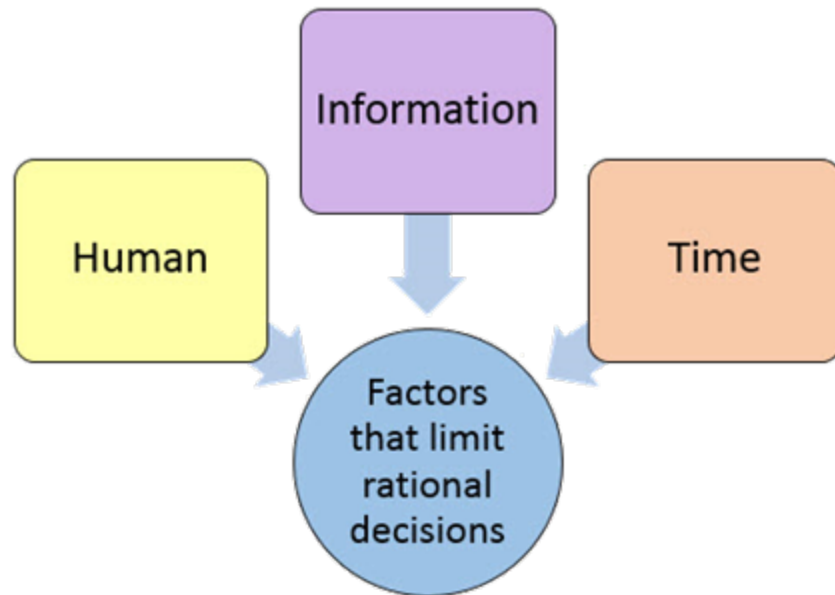 Information
Human
Time
Factors
that limit
rational
decisions